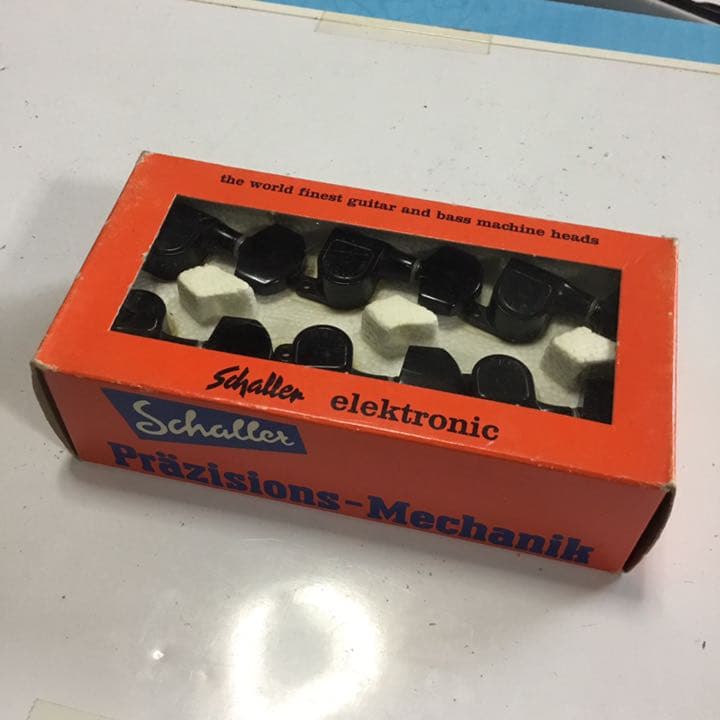 the world finest guitar and bass machine heads
Schaller elektronic
Schaller
Präzisions-Mechanik